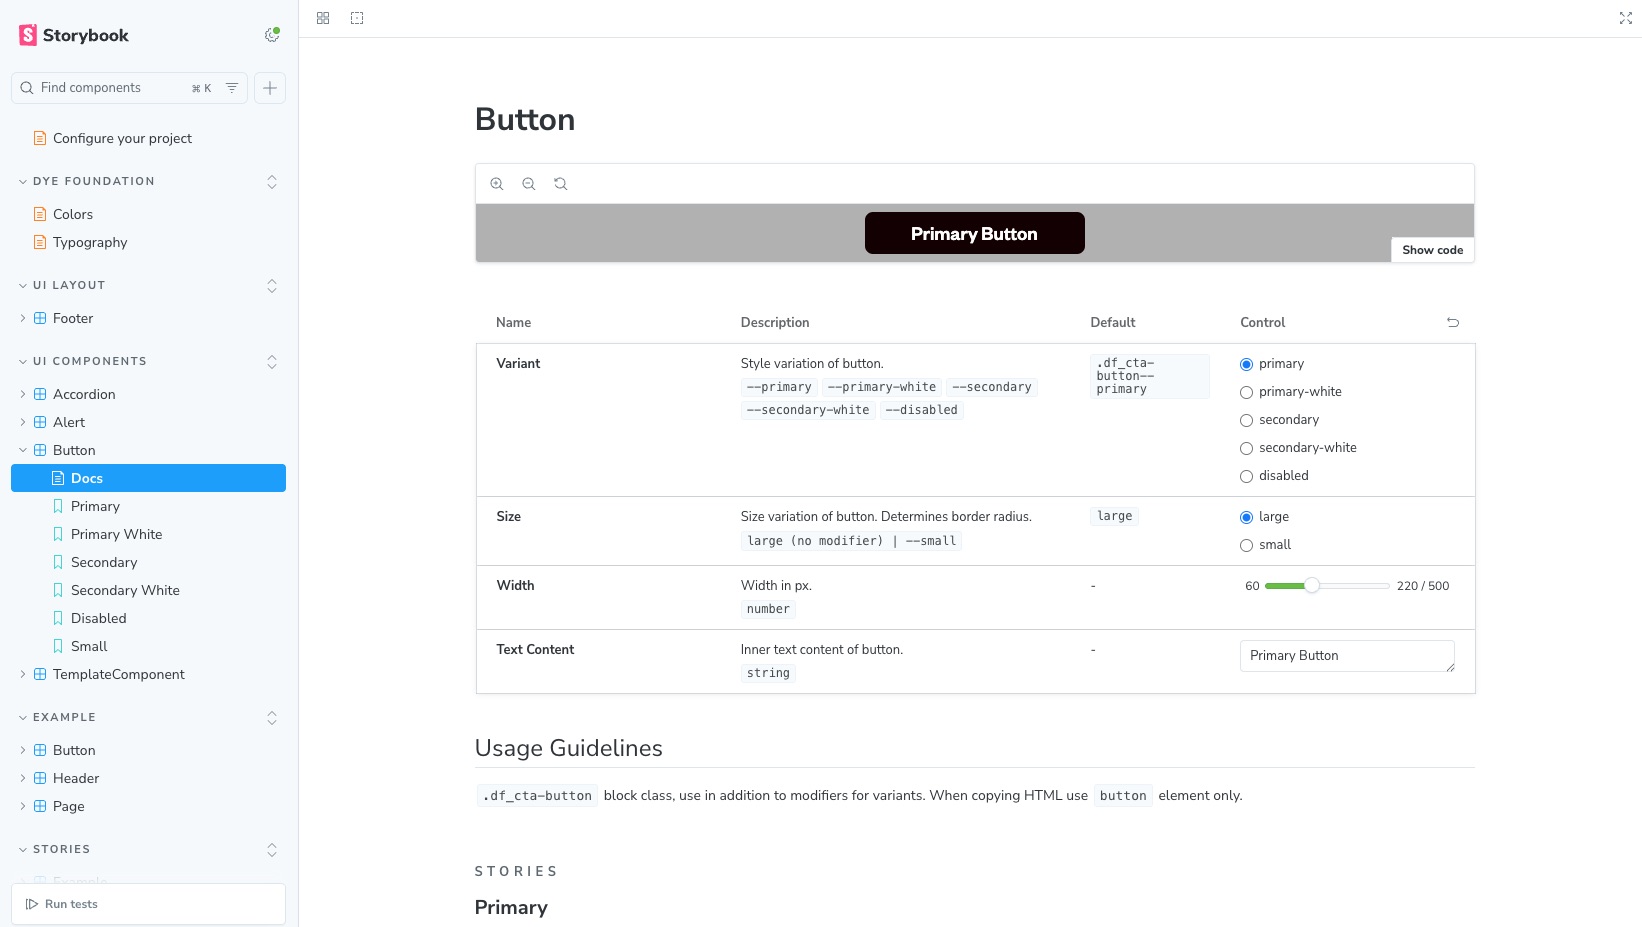 Storybook
Find components
⌘ K
Configure your project
DYE FOUNDATION
Colors
Typography
UI LAYOUT
Footer
UI COMPONENTS
Accordion
Alert
Button
Docs
Primary
Primary White
Secondary
Secondary White
Disabled
Small
TemplateComponent
EXAMPLE
Button
Header
Page
STORIES
Example
Run tests
Button
Primary Button
Show code
Name Description Default Control
Variant
Style variation of button.
--primary --primary-white --secondary
--secondary-white --disabled
.df_cta-
button--
primary
primary
primary-white
secondary
secondary-white
disabled
Size
Size variation of button. Determines border radius.
large (no modifier) | --small
large
large
small
Width
Width in px.
number
-
60 220 / 500
Text Content
Inner text content of button.
string
-
Primary Button
Usage Guidelines
.df_cta-button block class, use in addition to modifiers for variants. When copying HTML use button element only.
STORIES
Primary